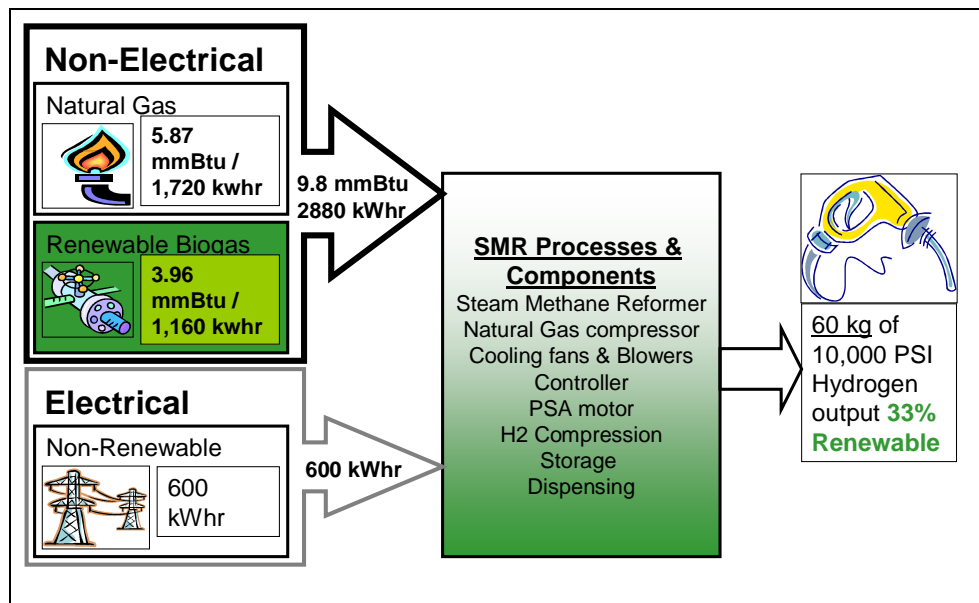 Non-Electrical
Natural Gas
5.87
mmBtu /
1,720 kwhr
Renewable Biogas
3.96
mmBtu /
1,160 kwhr
9.8 mmBtu
2880 kWhr
Electrical
Non-Renewable
600
kWhr
600 kWhr
SMR Processes &
Components
Steam Methane Reformer
Natural Gas compressor
Cooling fans & Blowers
Controller
PSA motor
H2 Compression
Storage
Dispensing
60 kg of
10,000 PSI
Hydrogen
output 33%
Renewable